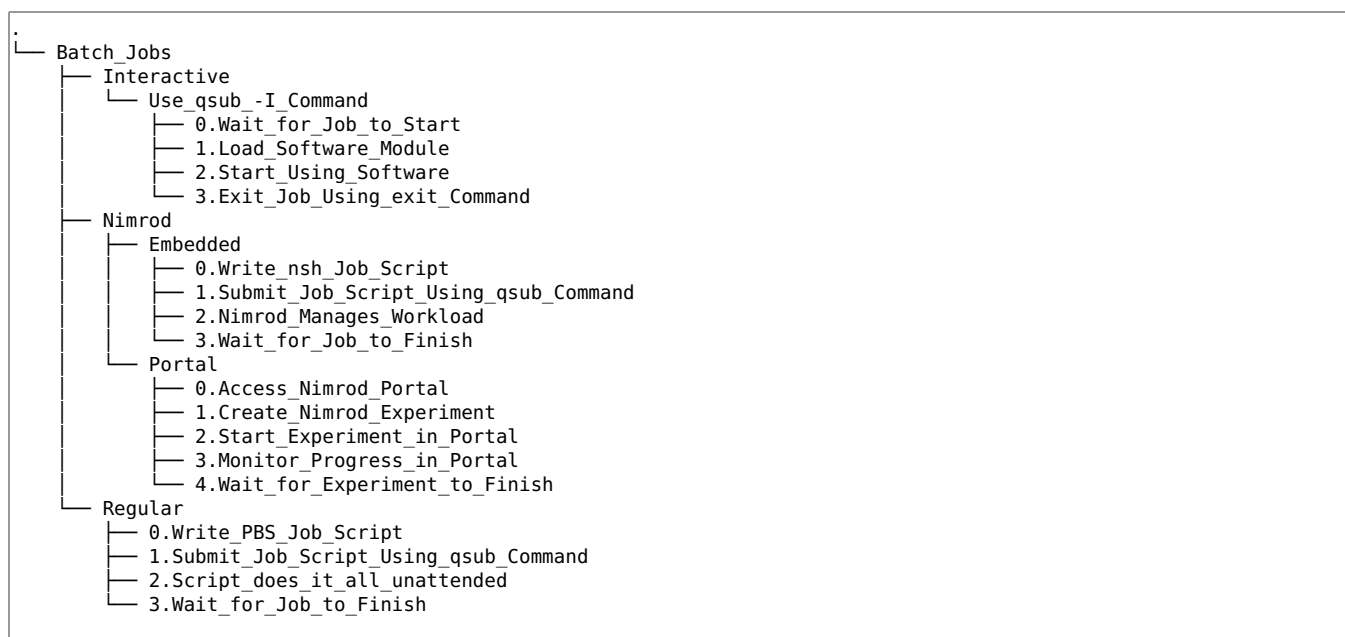 .
└── Batch_Jobs
    ├── Interactive
    │   └── Use_qsub_-I_Command
    │       ├── 0.Wait_for_Job_to_Start
    │       ├── 1.Load_Software_Module
    │       ├── 2.Start_Using_Software
    │       └── 3.Exit_Job_Using_exit_Command
    ├── Nimrod
    │   ├── Embedded
    │   │   ├── 0.Write_nsh_Job_Script
    │   │   ├── 1.Submit_Job_Script_Using_qsub_Command
    │   │   ├── 2.Nimrod_Manages_Workload
    │   │   └── 3.Wait_for_Job_to_Finish
    │   └── Portal
    │       ├── 0.Access_Nimrod_Portal
    │       ├── 1.Create_Nimrod_Experiment
    │       ├── 2.Start_Experiment_in_Portal
    │       ├── 3.Monitor_Progress_in_Portal
    │       └── 4.Wait_for_Experiment_to_Finish
    └── Regular
        ├── 0.Write_PBS_Job_Script
        ├── 1.Submit_Job_Script_Using_qsub_Command
        ├── 2.Script_does_it_all_unattended
        └── 3.Wait_for_Job_to_Finish